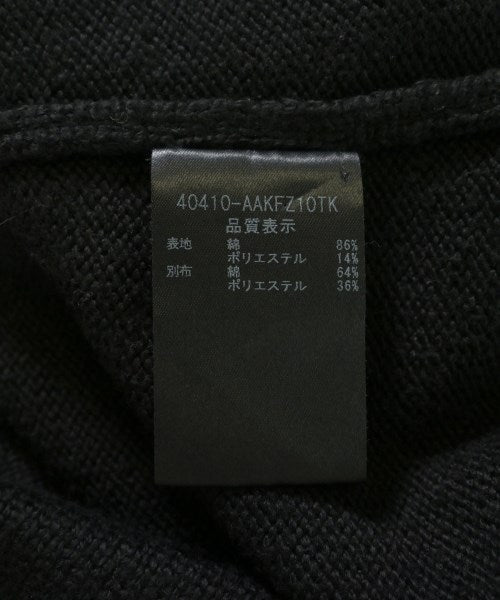 40410-AAKFZ10TK
品質表示
表地 綿 86%
ポリエステル 14%
別布 綿 64%
ポリエステル 36%